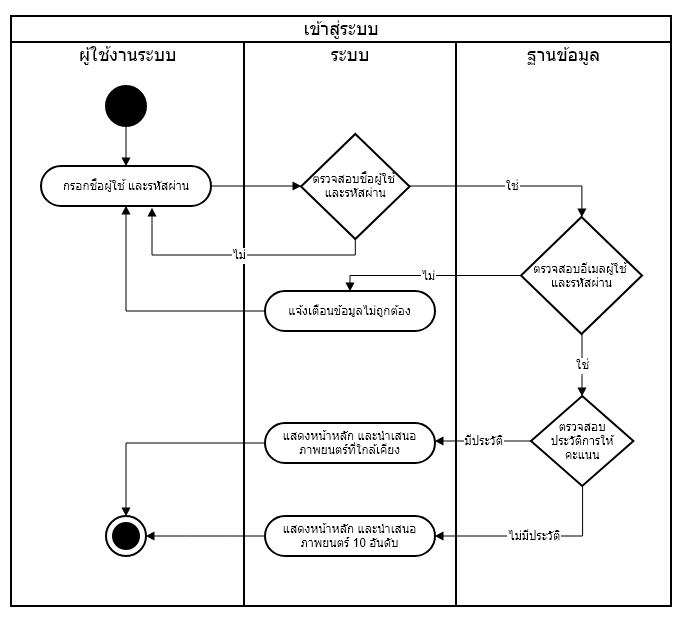 เข้าสู่ระบบ
ผู้ใช้งานระบบ
ระบบ
ฐานข้อมูล
กรอกชื่อผู้ใช้ และรหัสผ่าน
ตรวจสอบชื่อผู้ใช้
และรหัสผ่าน
ใช่
ไม่
ตรวจสอบอีเมลผู้ใช้
และรหัสผ่าน
ไม่
แจ้งเตือนข้อมูลไม่ถูกต้อง
ใช่
ตรวจสอบ
ประวัติการให้
คะแนน
มีประวัติ
แสดงหน้าหลัก และนำเสนอ
ภาพยนตร์ที่ใกล้เคียง
ไม่มีประวัติ
แสดงหน้าหลัก และนำเสนอ
ภาพยนตร์ 10 อันดับ